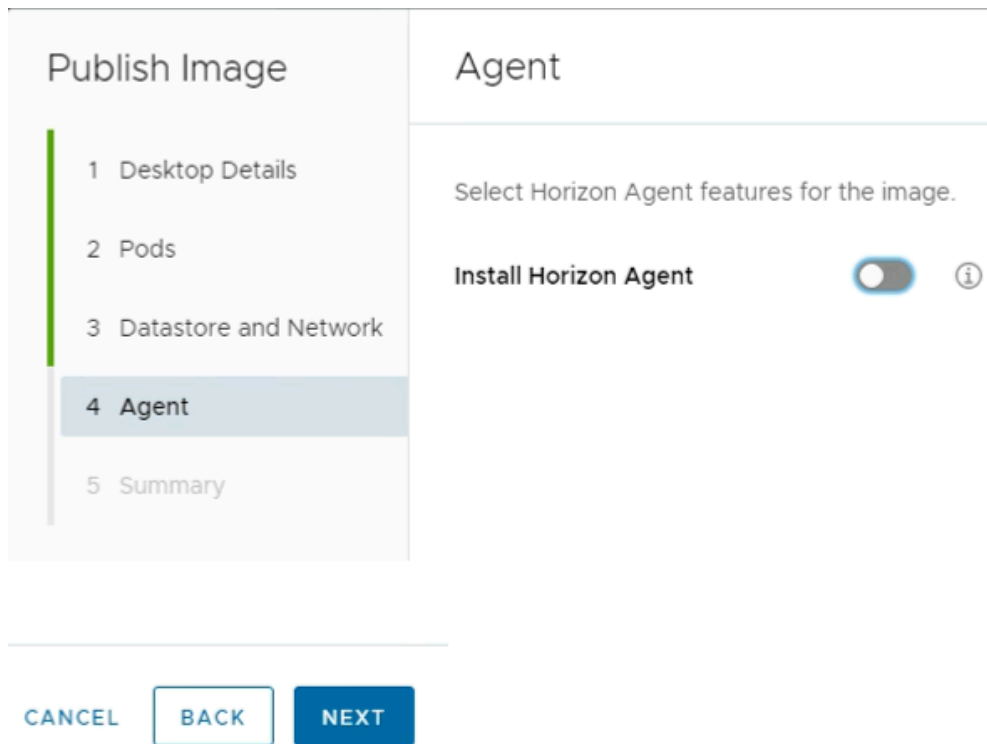 Publish Image
1 Desktop Details
2 Pods
3 Datastore and Network
4 Agent
5 Summary
Agent
Select Horizon Agent features for the image.
Install Horizon Agent
CANCEL
BACK
NEXT